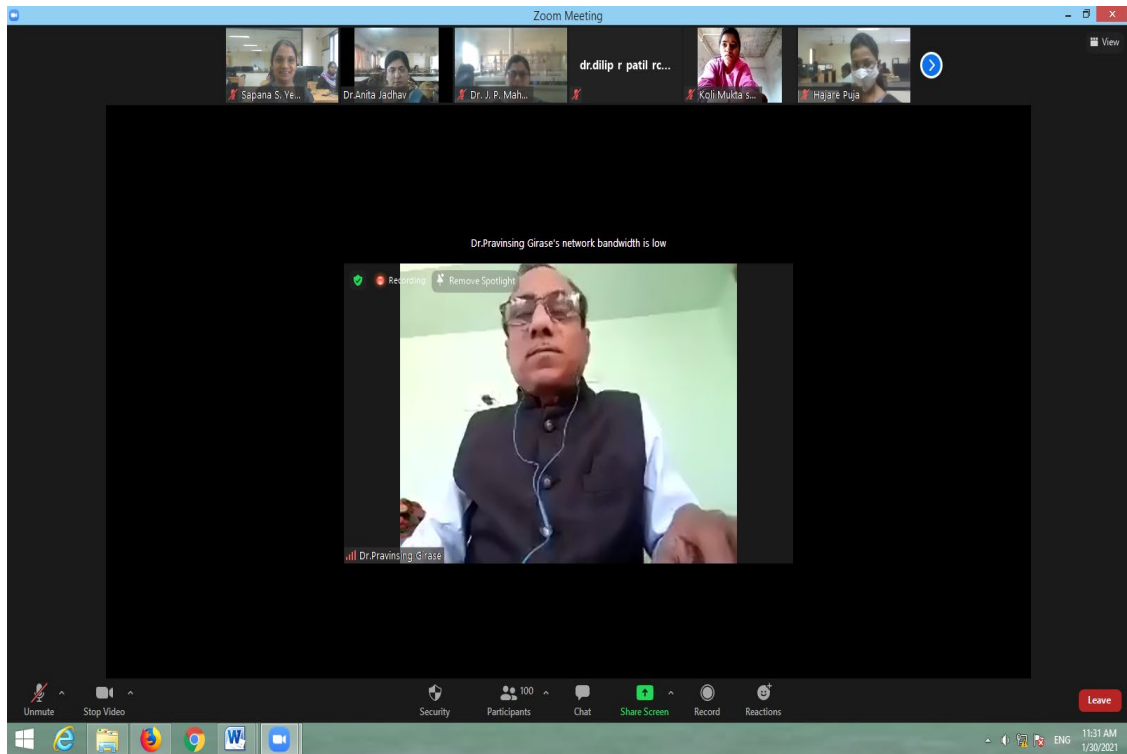 Zoom Meeting
View
Sapana S. Ye...
Dr.Anita Jadhav
Dr. J. P. Mah...
dr.dilip r patil rc...
Koli Mukta s...
Hajare Puja
Dr.Pravinsing Girase's network bandwidth is low
Recording
Remove Spotlight
Dr.Pravinsing Girase
Unmute
Stop Video
Security
Participants
100
Chat
Share Screen
Record
Reactions
Leave
ENG
11:31 AM
1/30/2021